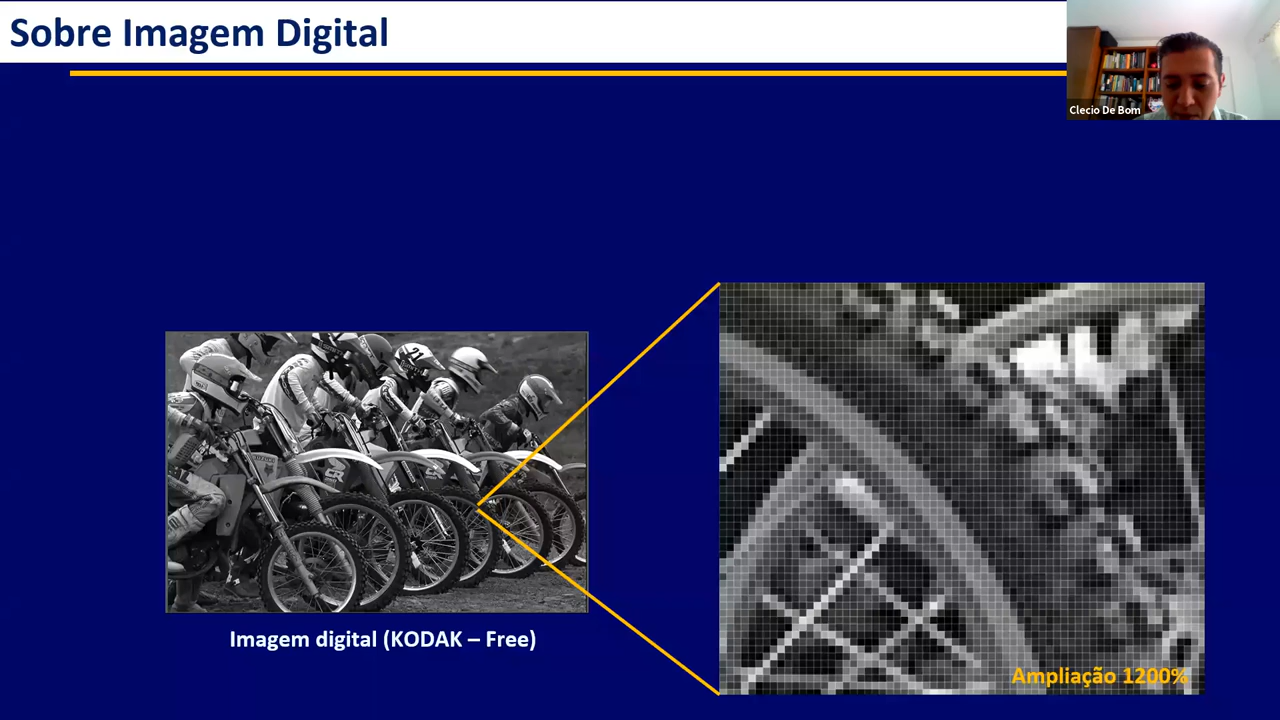 Sobre Imagem Digital
Clecio De Bom
Imagem digital (KODAK – Free)
Ampliação 1200%